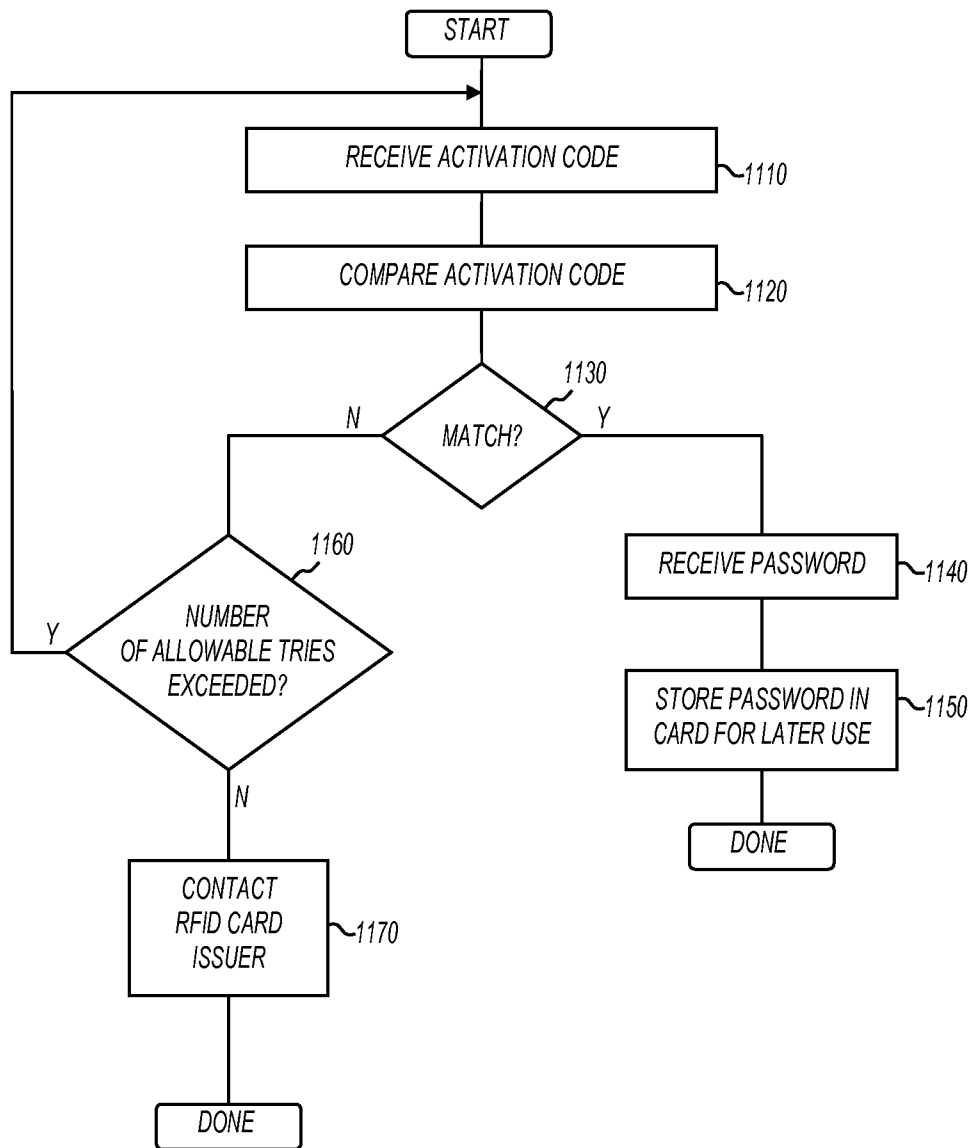 START
RECEIVE ACTIVATION CODE
1110
COMPARE ACTIVATION CODE
1120
1130
N
MATCH?
Y
1160
NUMBER
OF ALLOWABLE TRIES
EXCEEDED?
Y
N
RECEIVE PASSWORD
1140
STORE PASSWORD IN
CARD FOR LATER USE
1150
DONE
CONTACT
RFID CARD
ISSUER
1170
DONE